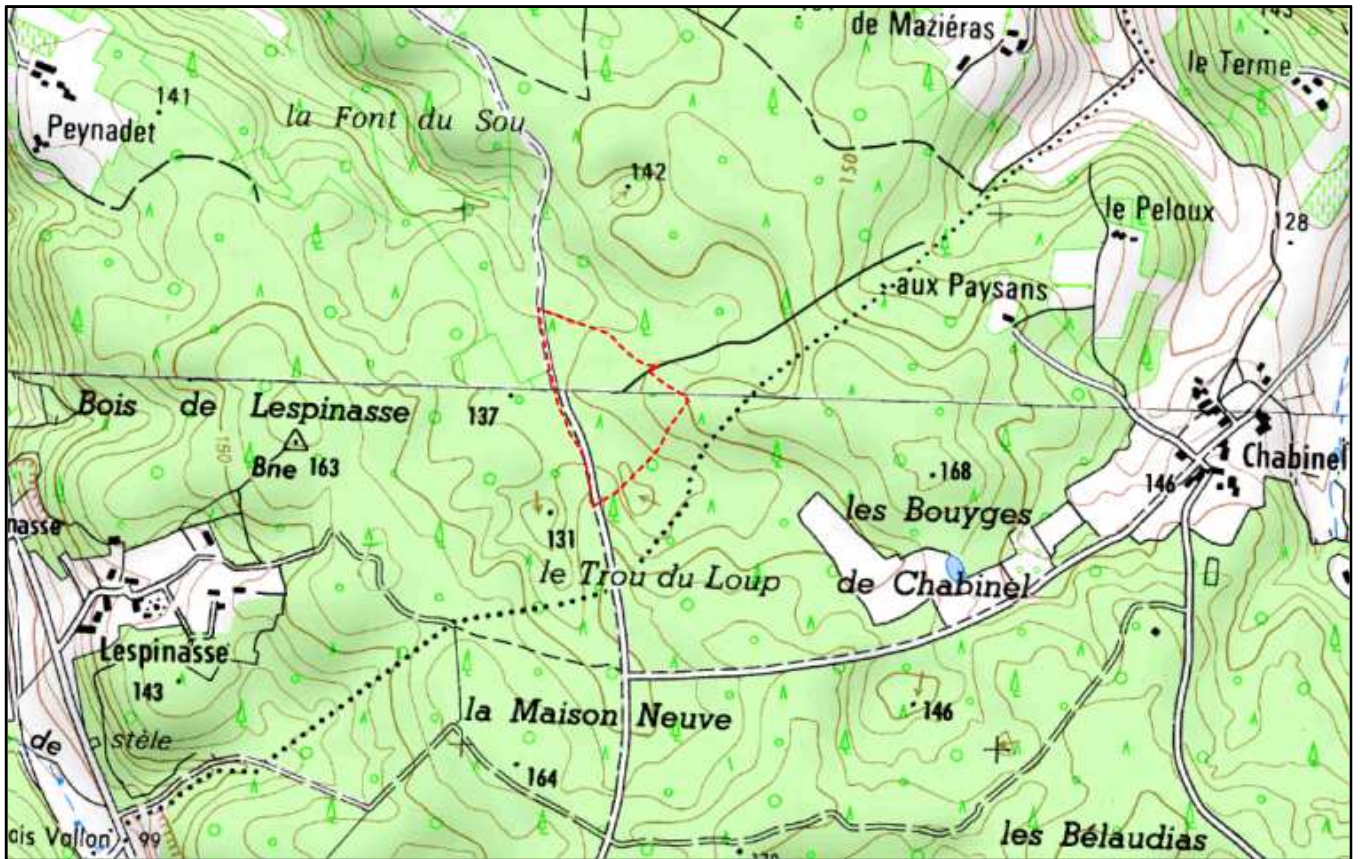 de Maziéras
le Terme
141
Peynadet
la Font du Sou
142
150
le Peloux
128
aux Paysans
Bois de Lespinasse
137
150
Bne 163
168
Chabinel
146
les Bouyges
131
le Trou du Loup
de Chabinel
Lespinasse
143
la Maison Neuve
146
de
stèle
164
99
les Bélaudias